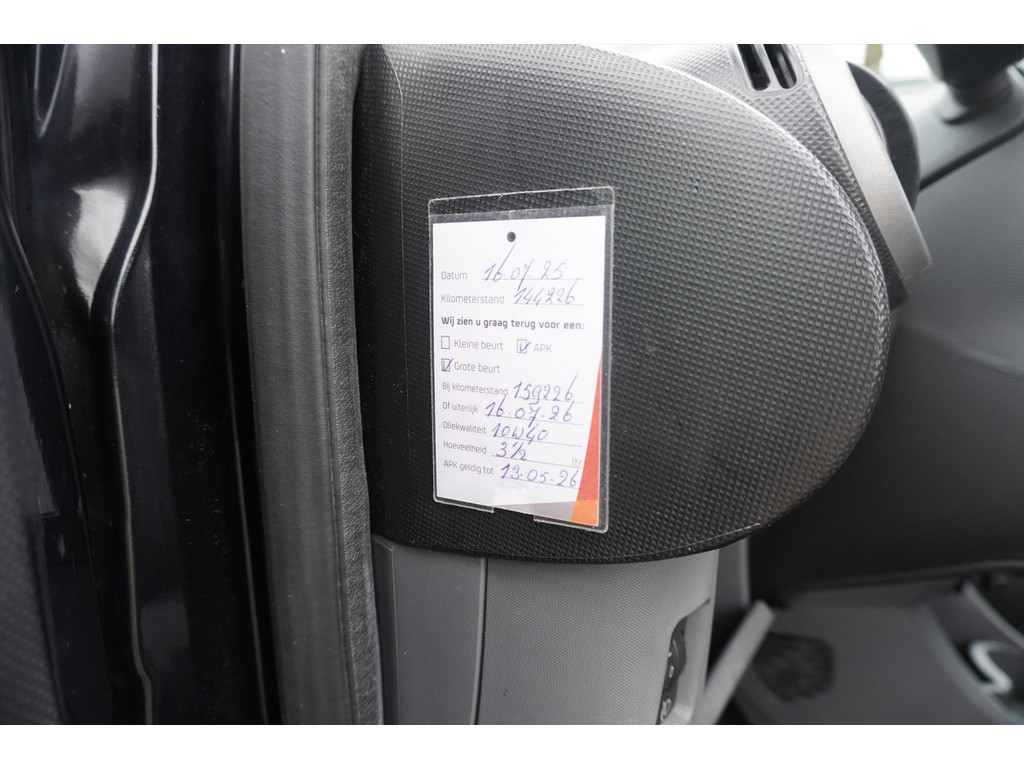 Datum 16.07 25
Kilometerstand 144226
Wij zien u graag terug voor een:
Kleine beurt APK
Grote beurt
Bij kilometerstand 159226
Of uiterlijk 16.07.26
Oliekwaliteit 10W40
Hoeveelheid 3½ ltr.
APK geldig tot 13.05.26